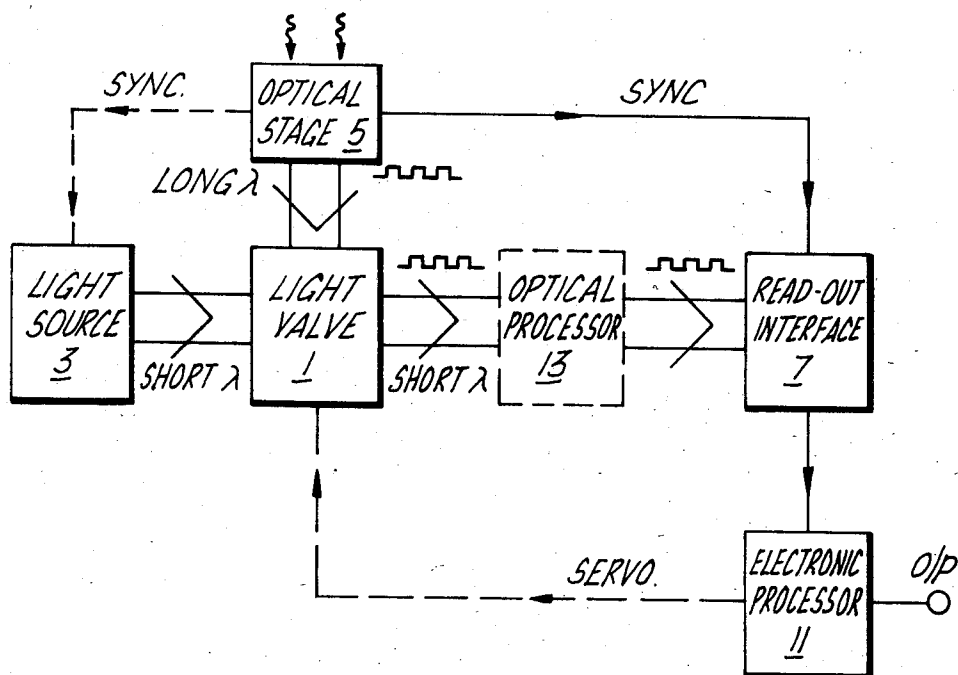 SYNC.
OPTICAL
STAGE 5
SYNC
LONG λ
LIGHT
SOURCE
3
SHORT λ
LIGHT
VALVE
1
SHORT λ
OPTICAL
PROCESSOR
13
READ-OUT
INTERFACE
7
SERVO.
ELECTRONIC
PROCESSOR
11
O/P